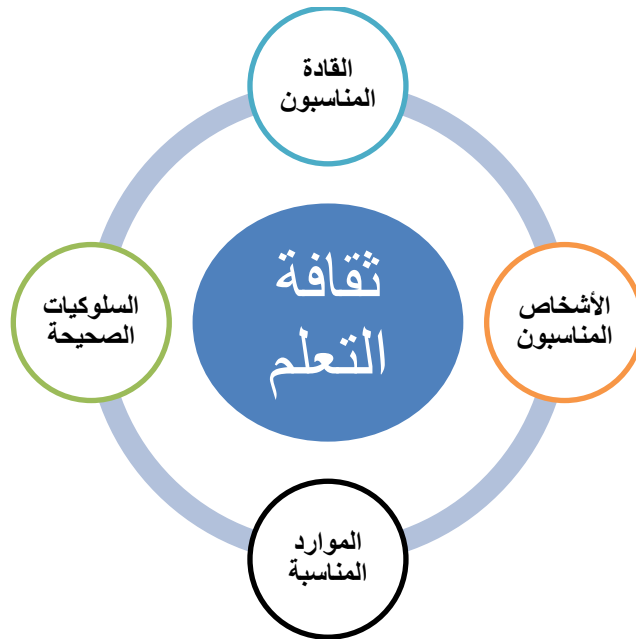 القادة
المناسبون
ثقافة
التعلم
الأشخاص
المناسبون
الموارد
المناسبة
السلوكيات
الصحيحة